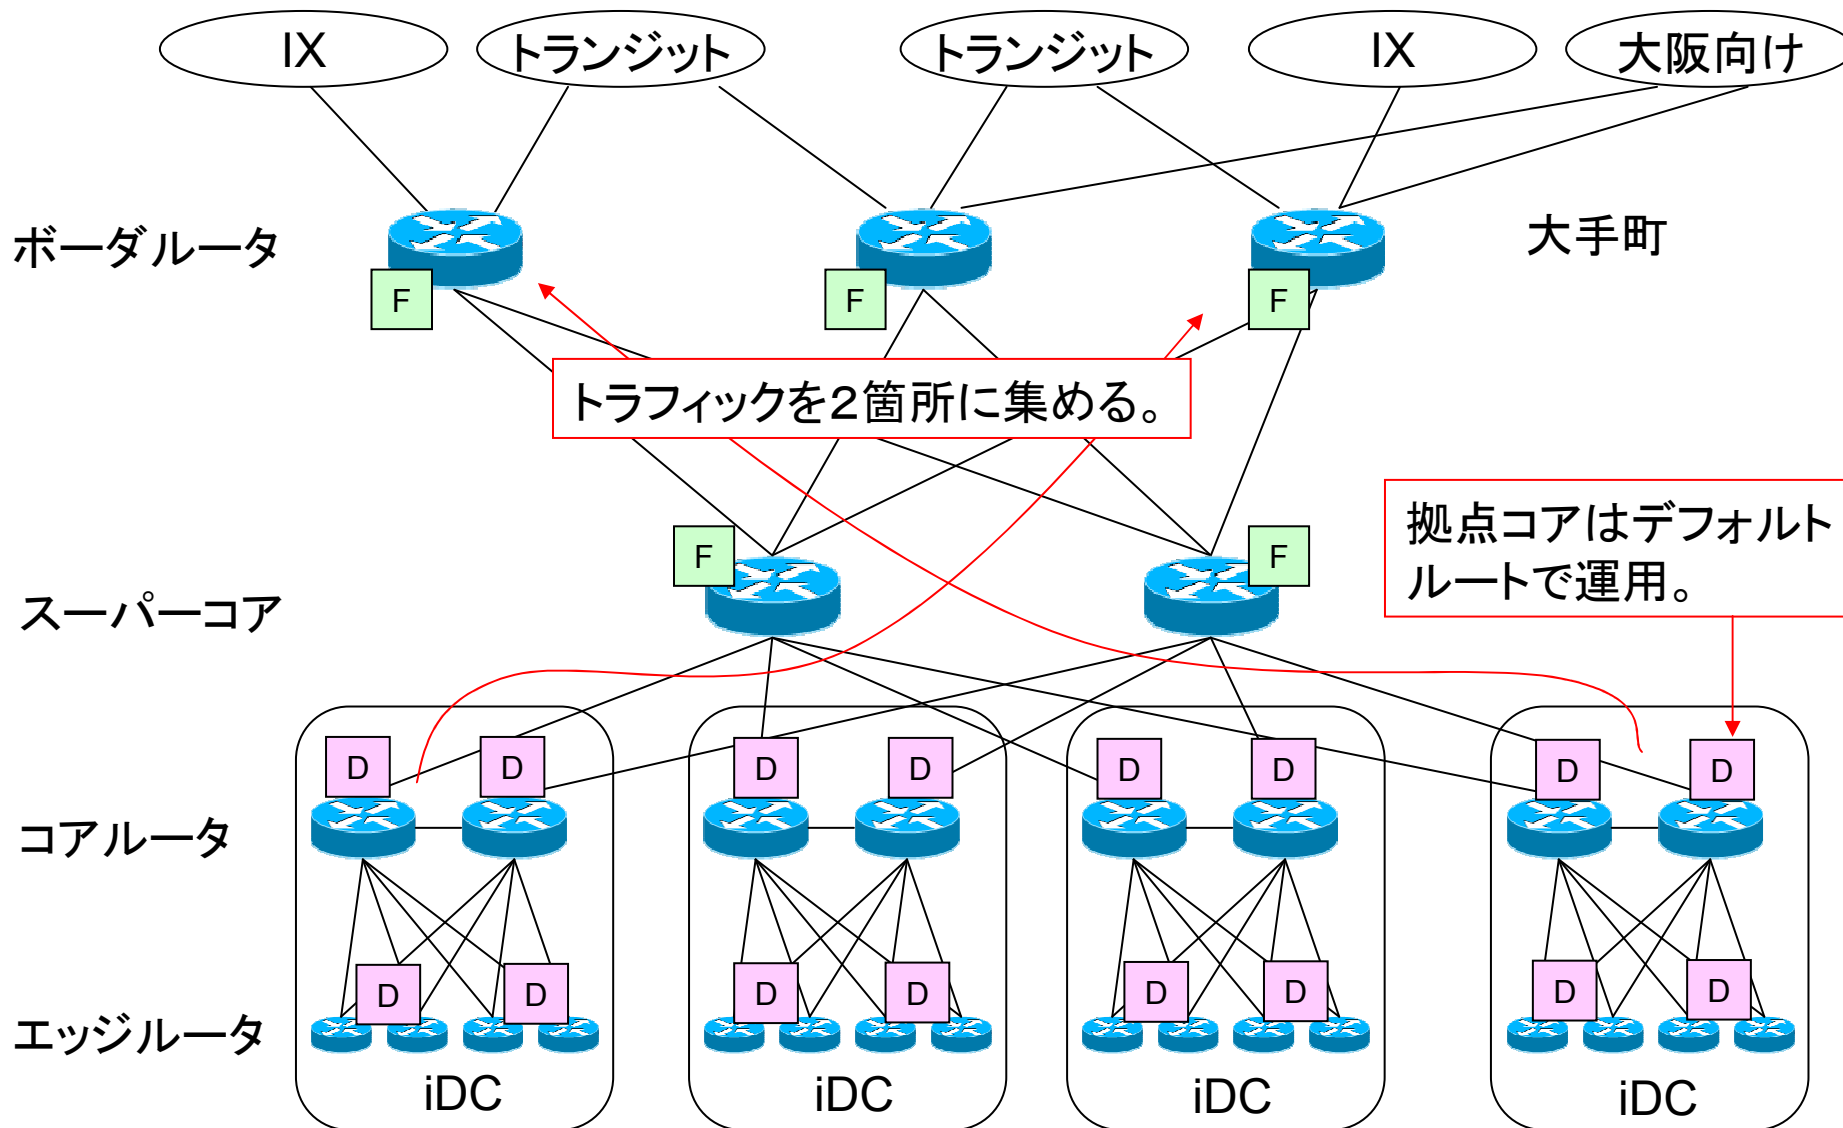 IX
トランジット
トランジット
IX
大阪向け
ボーダルータ
大手町
F
F
F
トラフィックを２箇所に集める。
拠点コアはデフォルト
ルートで運用。
F
F
スーパーコア
D
D
D
D
D
D
D
D
コアルータ
D
D
D
D
D
D
D
D
エッジルータ
iDC
iDC
iDC
iDC